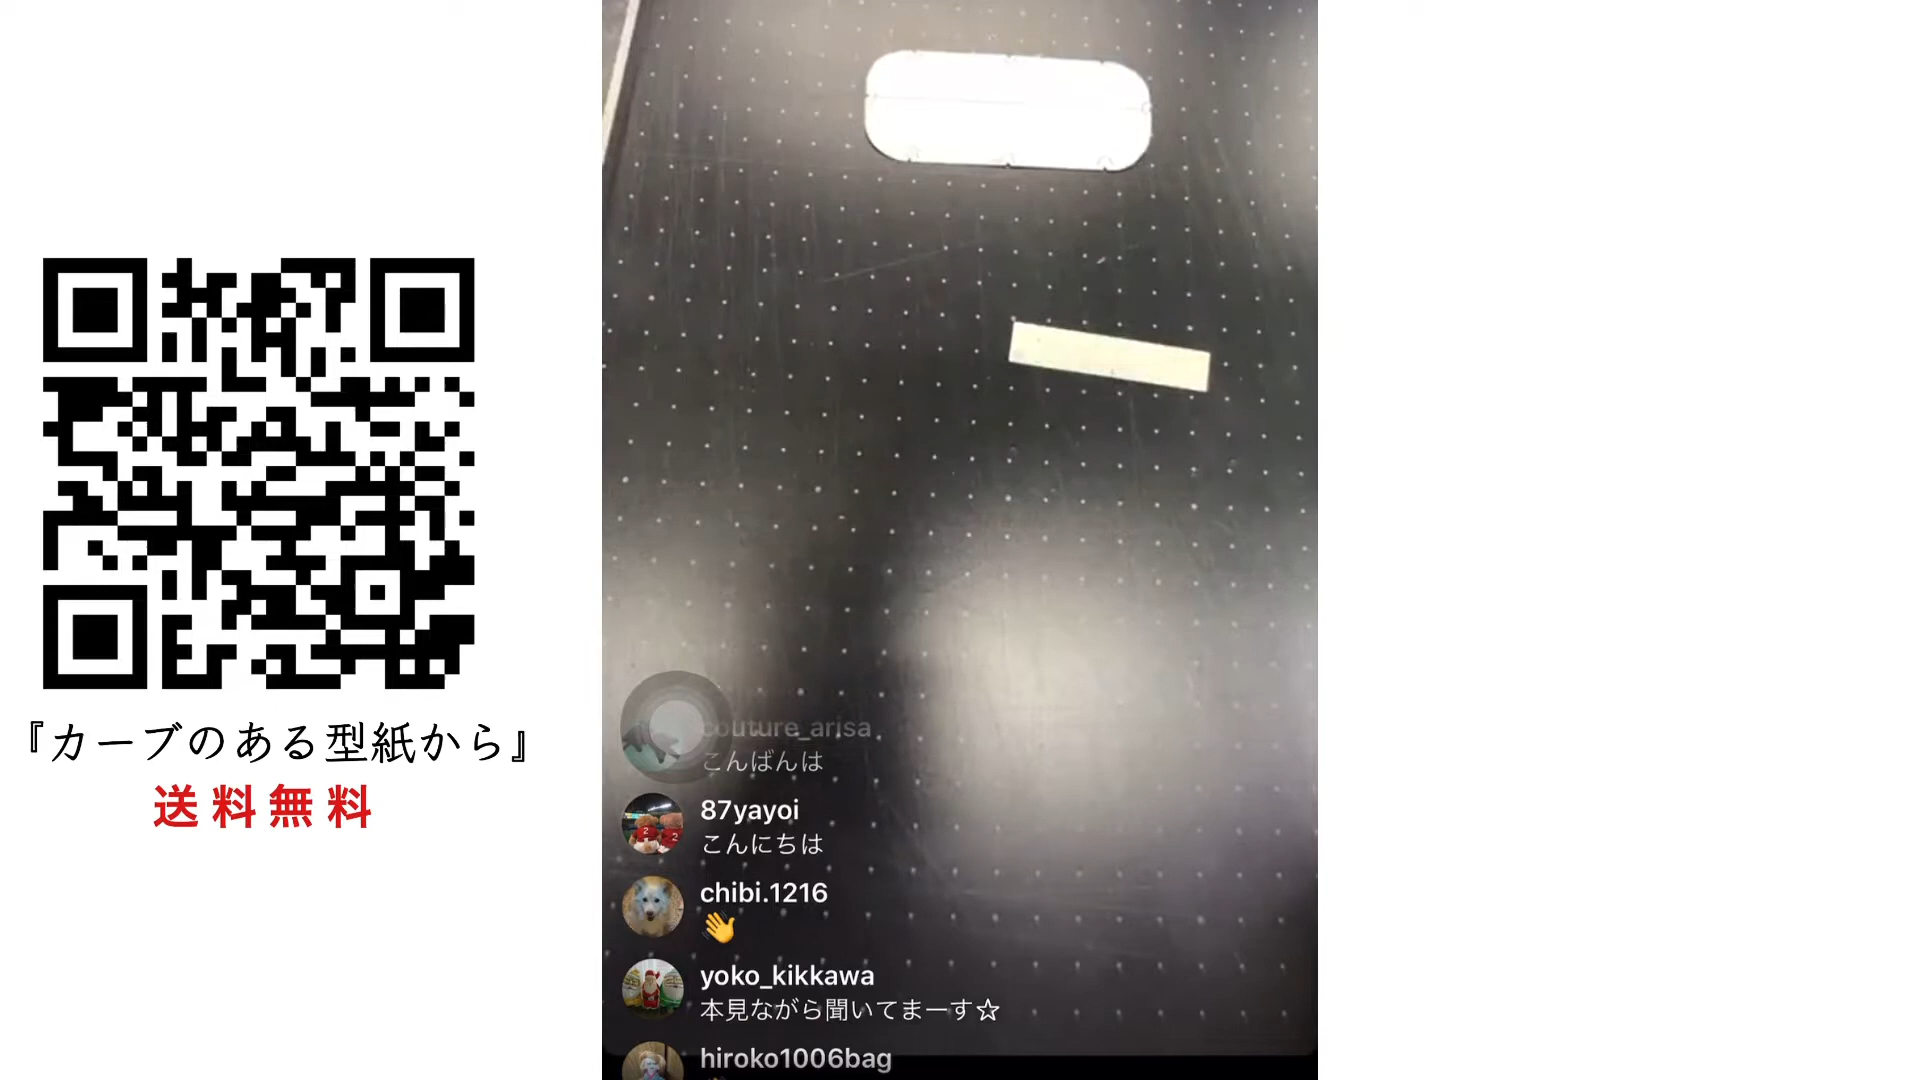 『カーブのある型紙から』
送料無料
couture_arisa
こんばんは
87yayoi
こんにちは
chibi.1216
👋
yoko_kikkawa
本見ながら聞いてまーす☆
hiroko1006bag